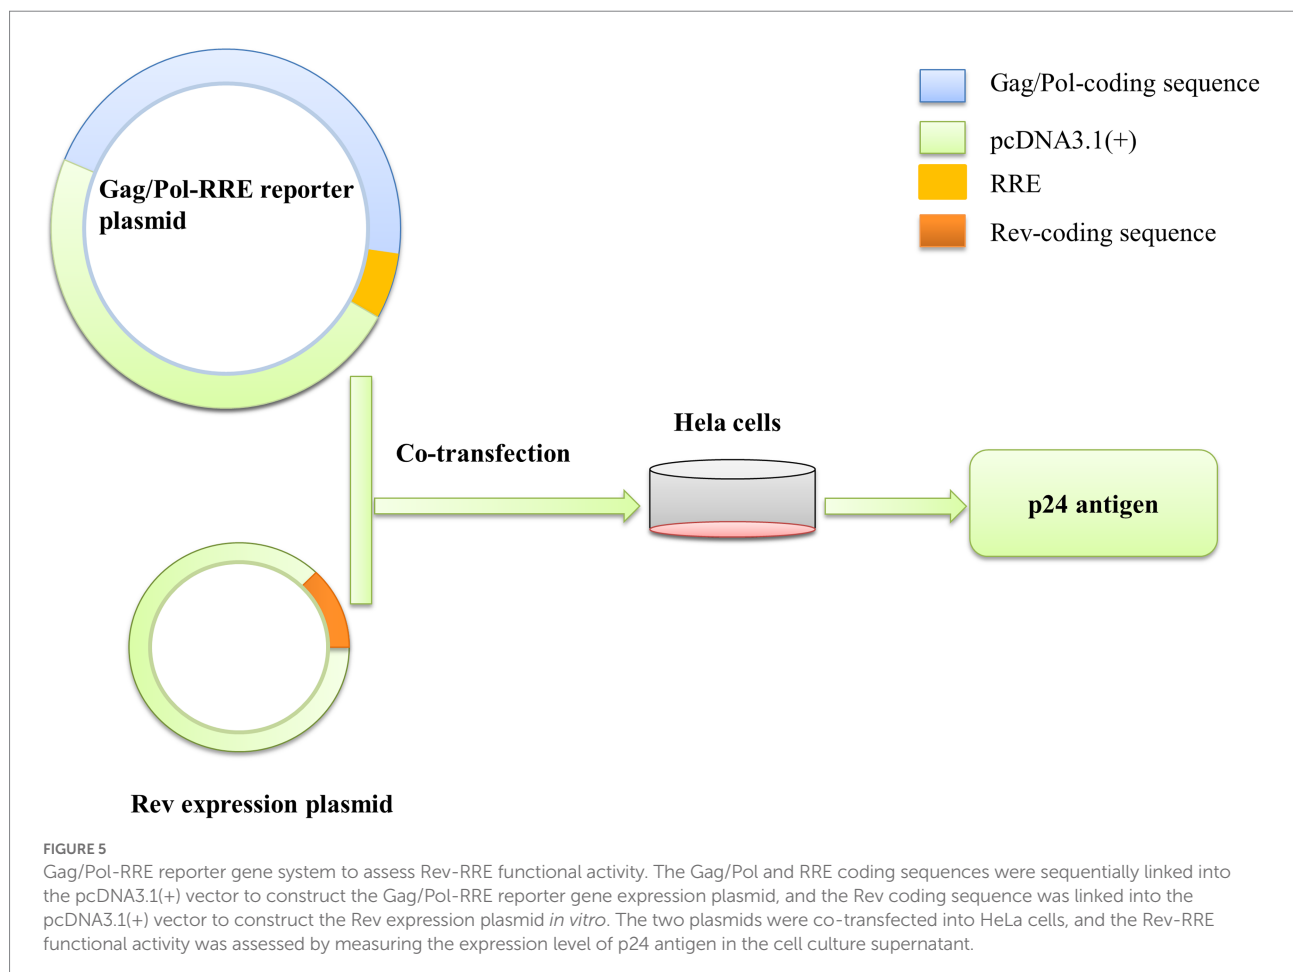 Gag/Pol-coding sequence
pcDNA3.1(+)
RRE
Rev-coding sequence
Gag/Pol-RRE reporter
plasmid
Hela cells
Co-transfection
p24 antigen
Rev expression plasmid
FIGURE 5
Gag/Pol-RRE reporter gene system to assess Rev-RRE functional activity. The Gag/Pol and RRE coding sequences were sequentially linked into
the pcDNA3.1(+) vector to construct the Gag/Pol-RRE reporter gene expression plasmid, and the Rev coding sequence was linked into the
pcDNA3.1(+) vector to construct the Rev expression plasmid in vitro. The two plasmids were co-transfected into HeLa cells, and the Rev-RRE
functional activity was assessed by measuring the expression level of p24 antigen in the cell culture supernatant.